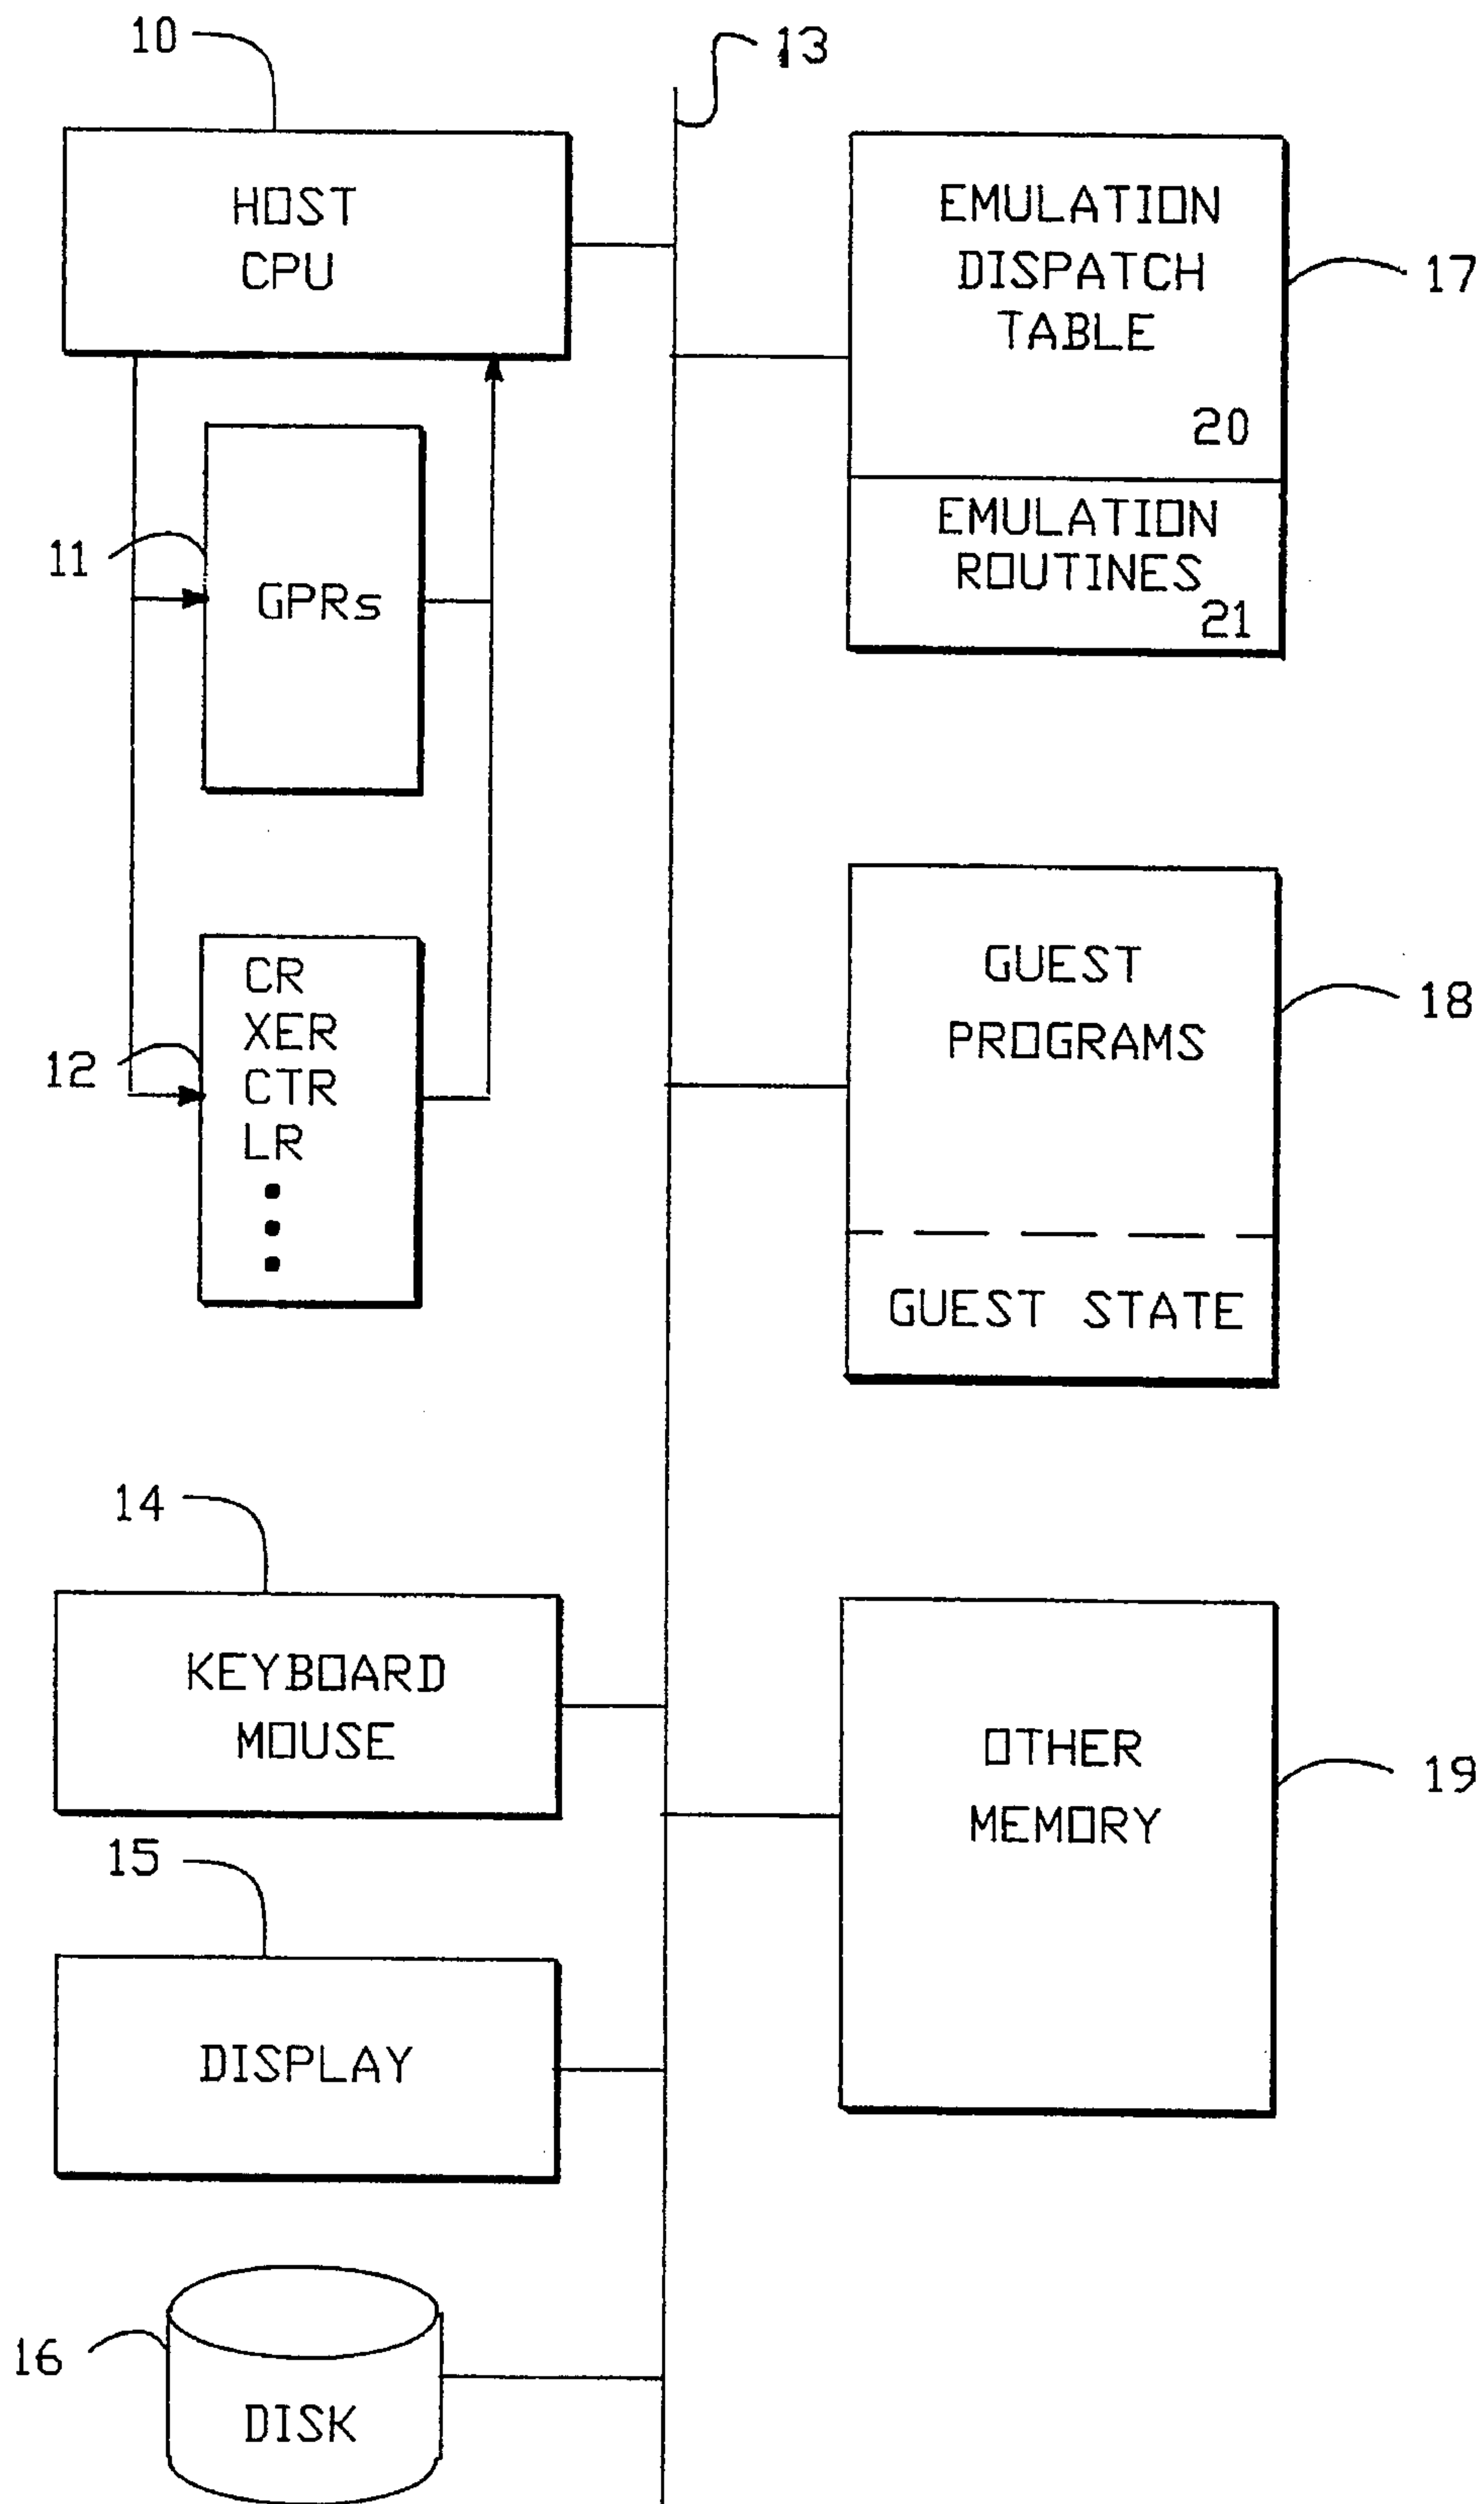 10
13
HOST
CPU
EMULATION
DISPATCH
TABLE
17
20
EMULATION
ROUTINES
21
11
GPRs
GUEST
PROGRAMS
18
GUEST STATE
12
CR
XER
CTR
LR
14
KEYBOARD
MOUSE
OTHER
MEMORY
19
15
DISPLAY
16
DISK